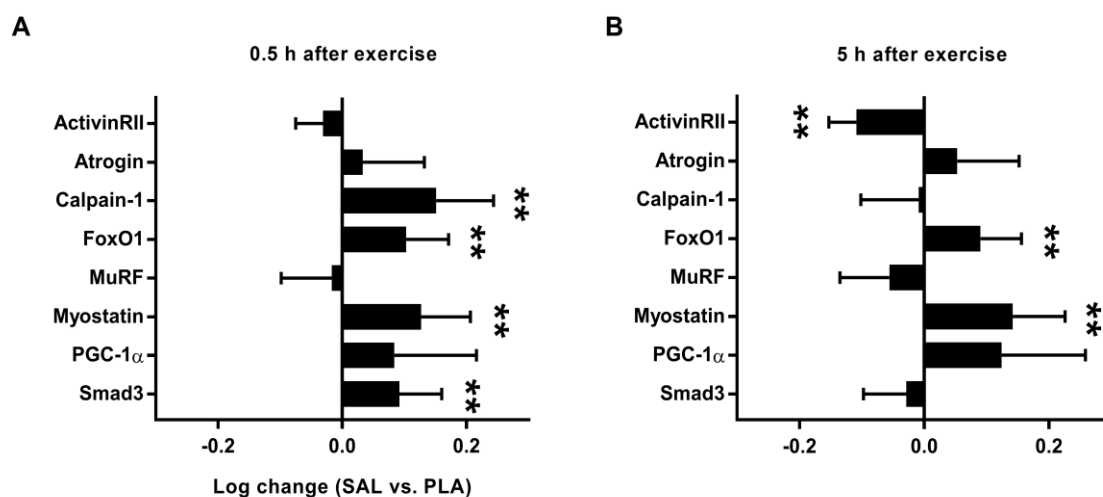 A
0.5 h after exercise
ActivinRII
Atrogin
Calpain-1
**
FoxO1
**
MuRF
Myostatin
**
PGC-1α
Smad3
**
-0.2
0.0
0.2
Log change (SAL vs. PLA)
B
5 h after exercise
ActivinRII
**
Atrogin
Calpain-1
FoxO1
**
MuRF
Myostatin
**
PGC-1α
Smad3
-0.2
0.0
0.2